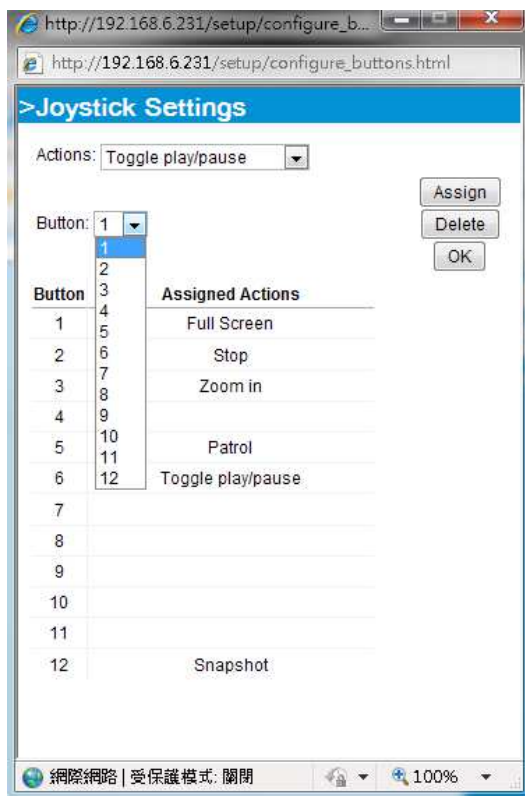 http://192.168.6.231/setup/configure_b...
http://192.168.6.231/setup/configure_buttons.html
>Joystick Settings
Actions: Toggle play/pause
Assign
Button: 1
Delete
OK
1
2
3
4
5
6
7
8
9
10
11
12
Button Assigned Actions
1 Full Screen
2 Stop
3 Zoom in
4
5 Patrol
6 Toggle play/pause
7
8
9
10
11
12 Snapshot
網際網路 | 受保護模式: 關閉
100%